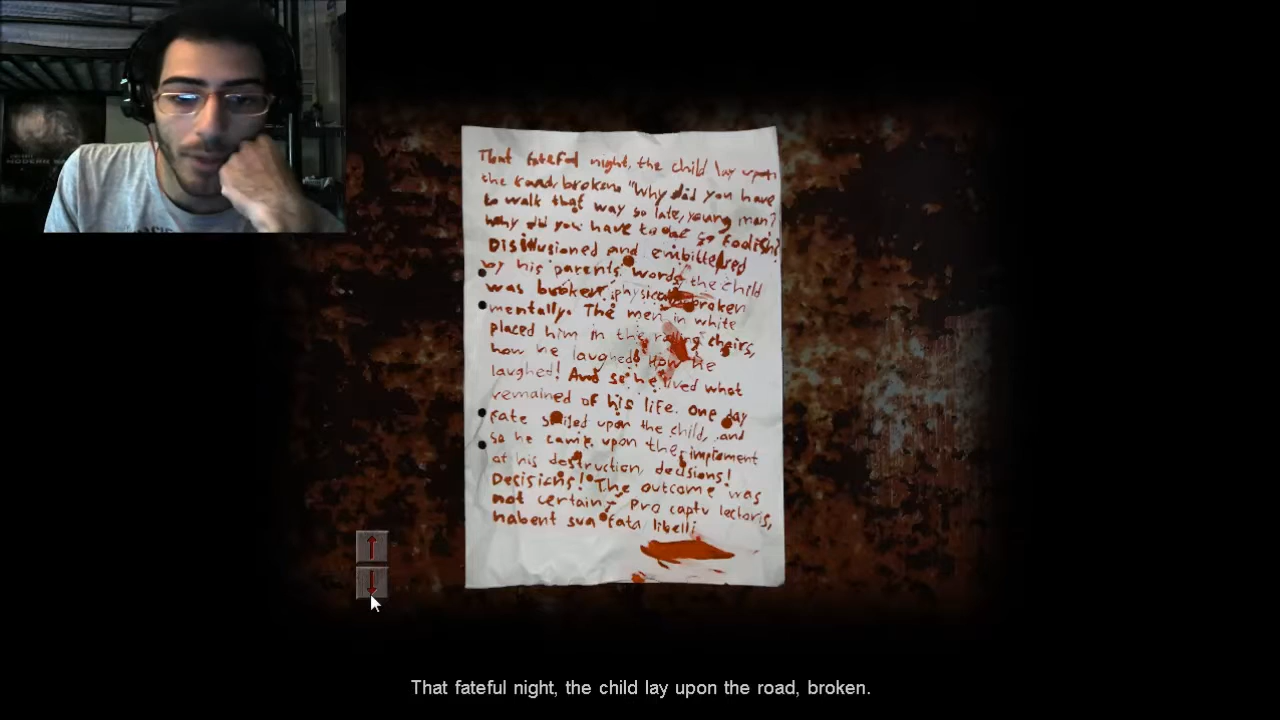 That fateful night, the child lay upon
the road, broken. "Why did you have
to walk that way so late, young man?
Why did you have to be so foolish?
Disillusioned and embittered
by his parents' words the child
was broken physically broken
mentally. The men in white
placed him in the rolling chairs,
how he laughed! How he
laughed! And so he lived what
remained of his life. One day
fate smiled upon the child, and
so he came upon the implement
of his destruction, decisions!
Decisions! The outcome was
not certain - pro captu lectoris,
habent sua fata libelli
That fateful night, the child lay upon the road, broken.